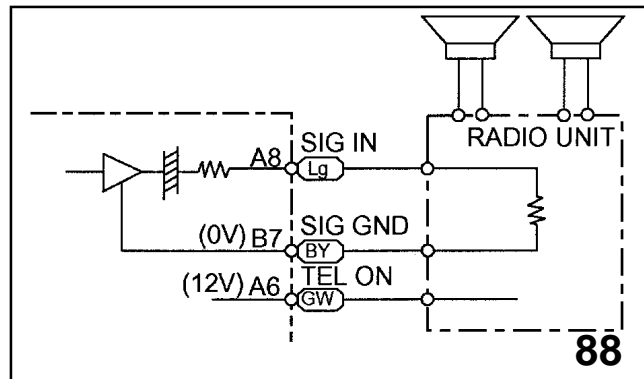 RADIO UNIT
SIG IN
A8 Lg
SIG GND
(0V) B7 BY
TEL ON
(12V) A6 GW
88